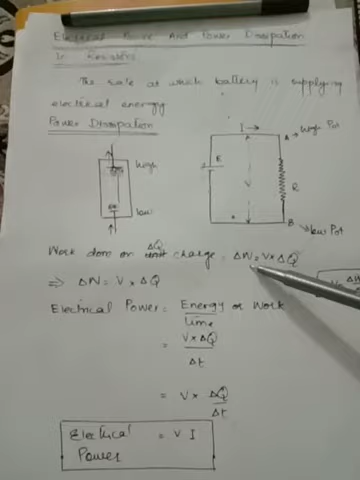 Electrical Power And Power Dissipation
In Resistors
The rate at which battery is supplying
electrical energy
Power Dissipation
I → A → High Pot
High
E
V
R
low
B
low Pot
ΔQ
Work done on unit charge = ΔW = V × ΔQ
⇒ ΔW = V × ΔQ
Electrical Power = Energy or Work
time
= V × ΔQ
Δt
= V × ΔQ
Δt
Electrical = V I
Power